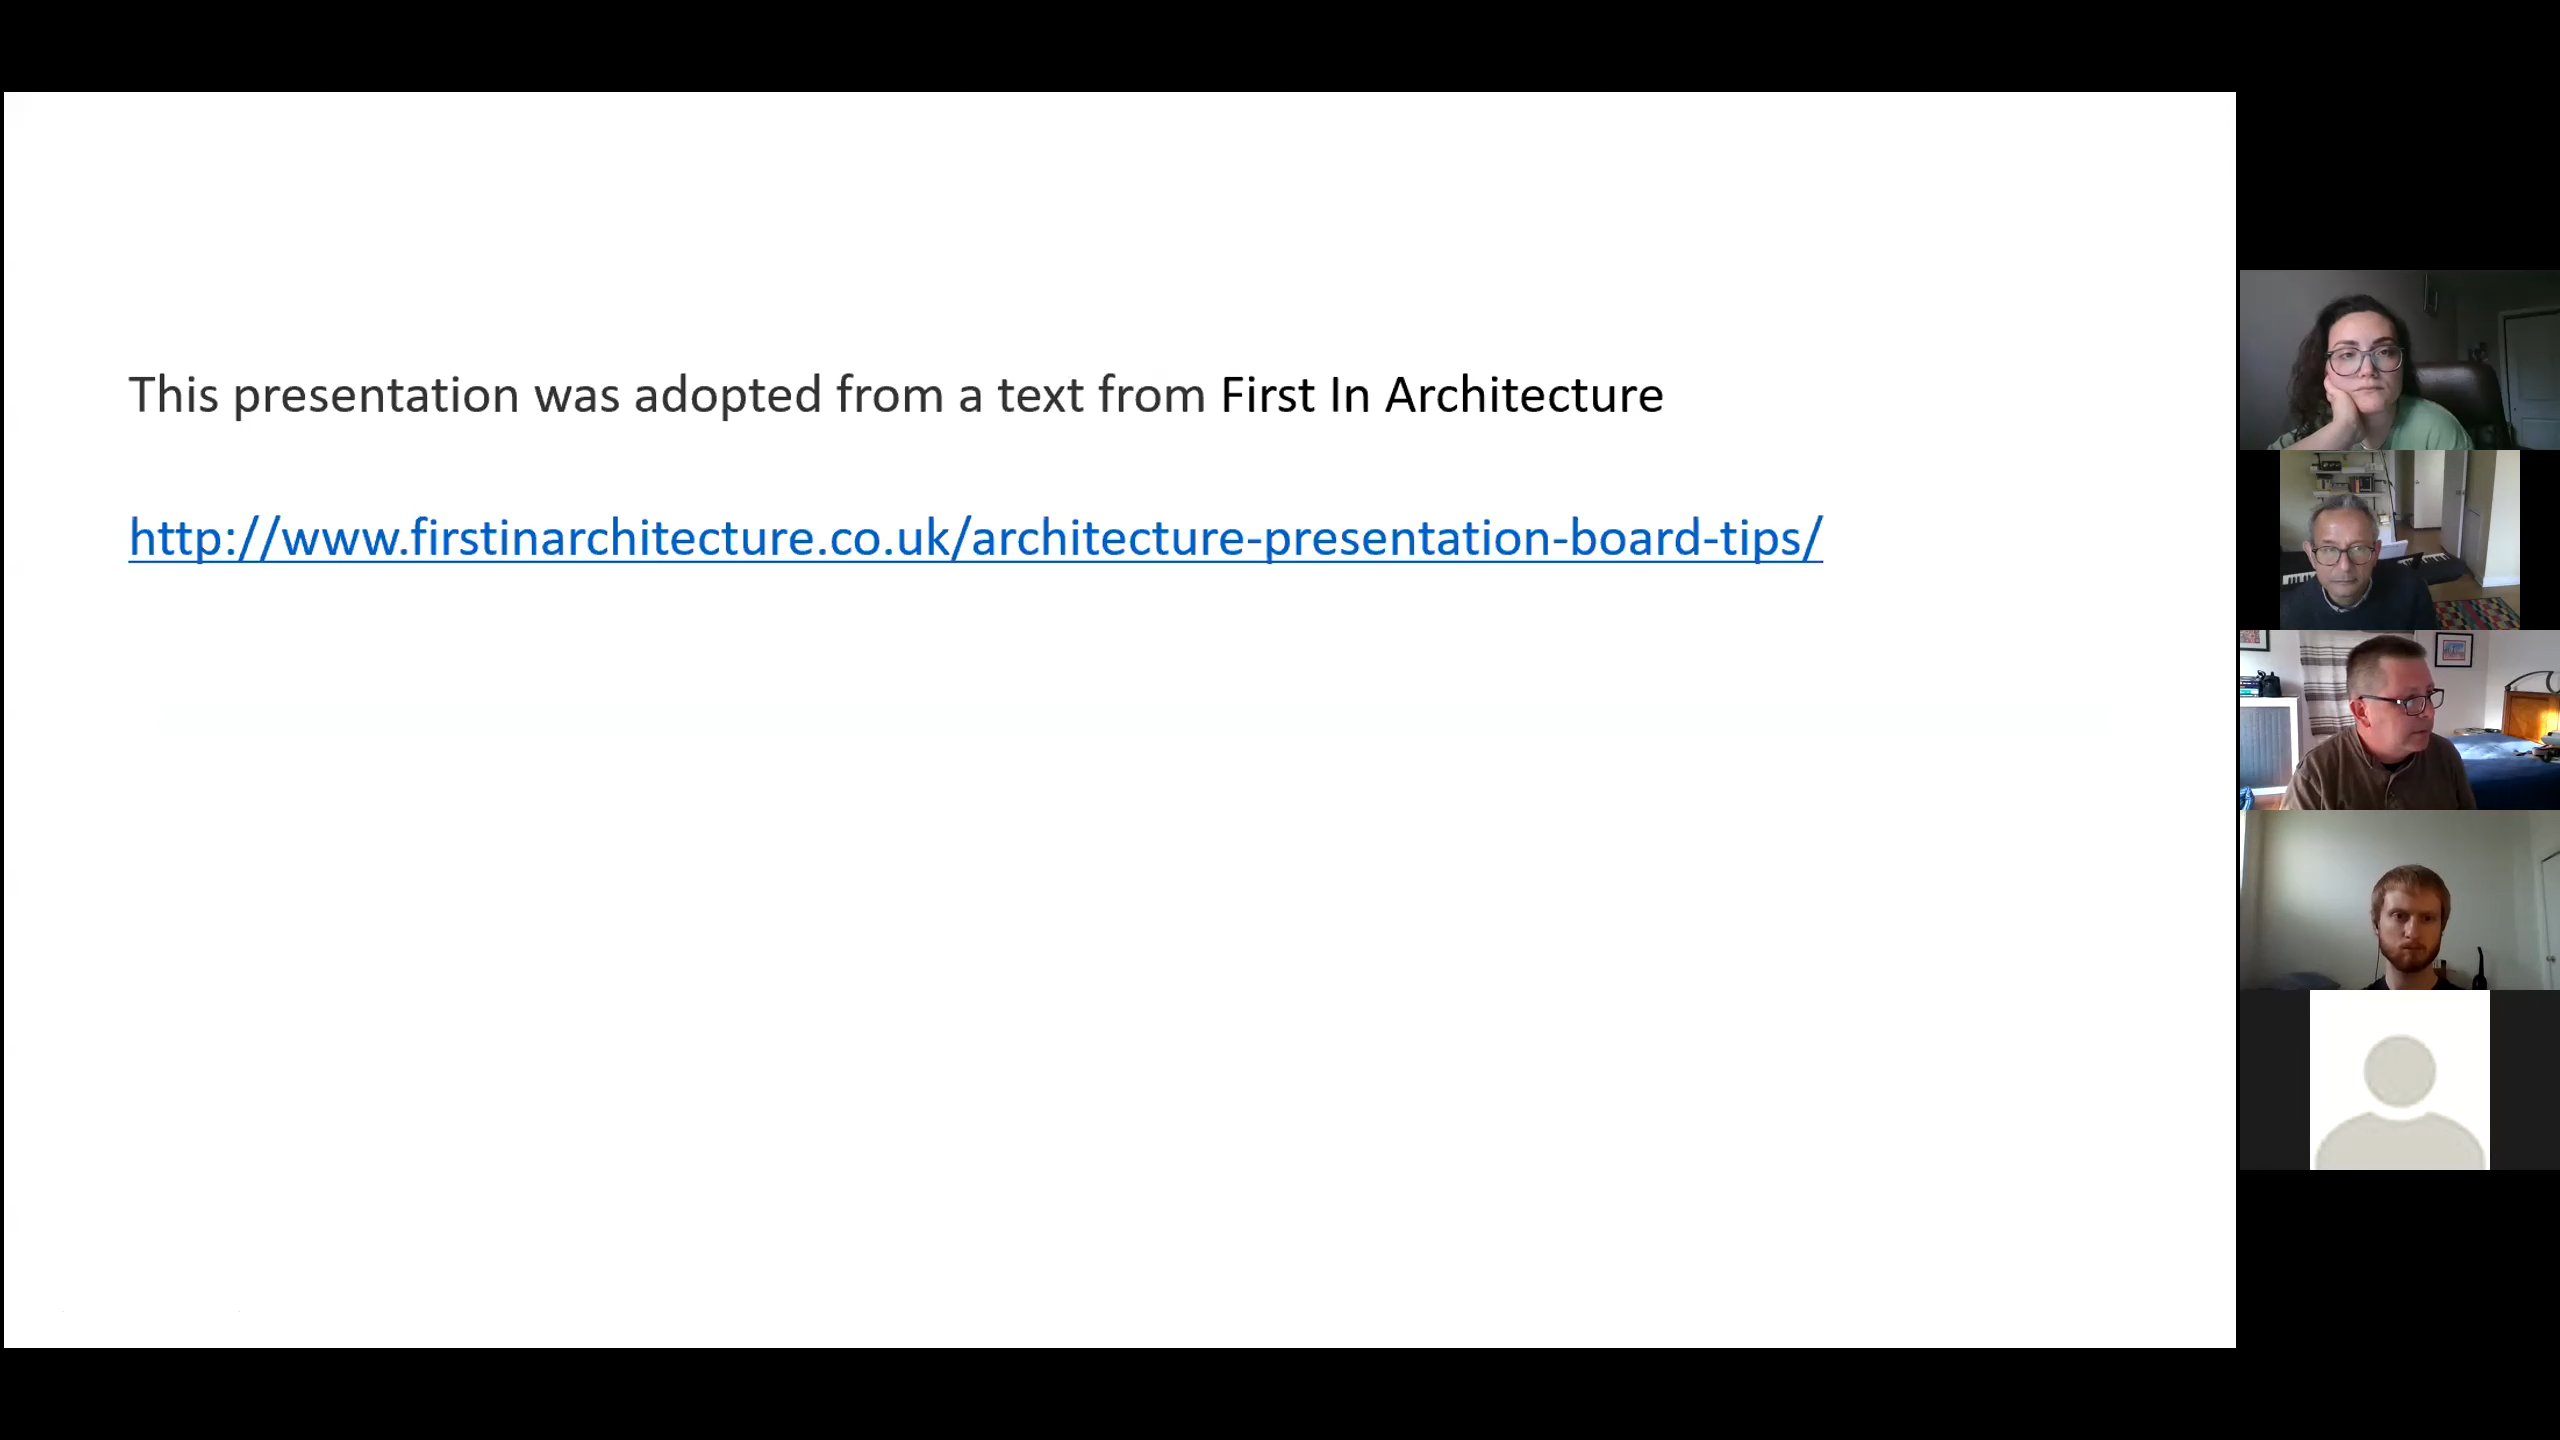 This presentation was adopted from a text from First In Architecture
http://www.firstinarchitecture.co.uk/architecture-presentation-board-tips/